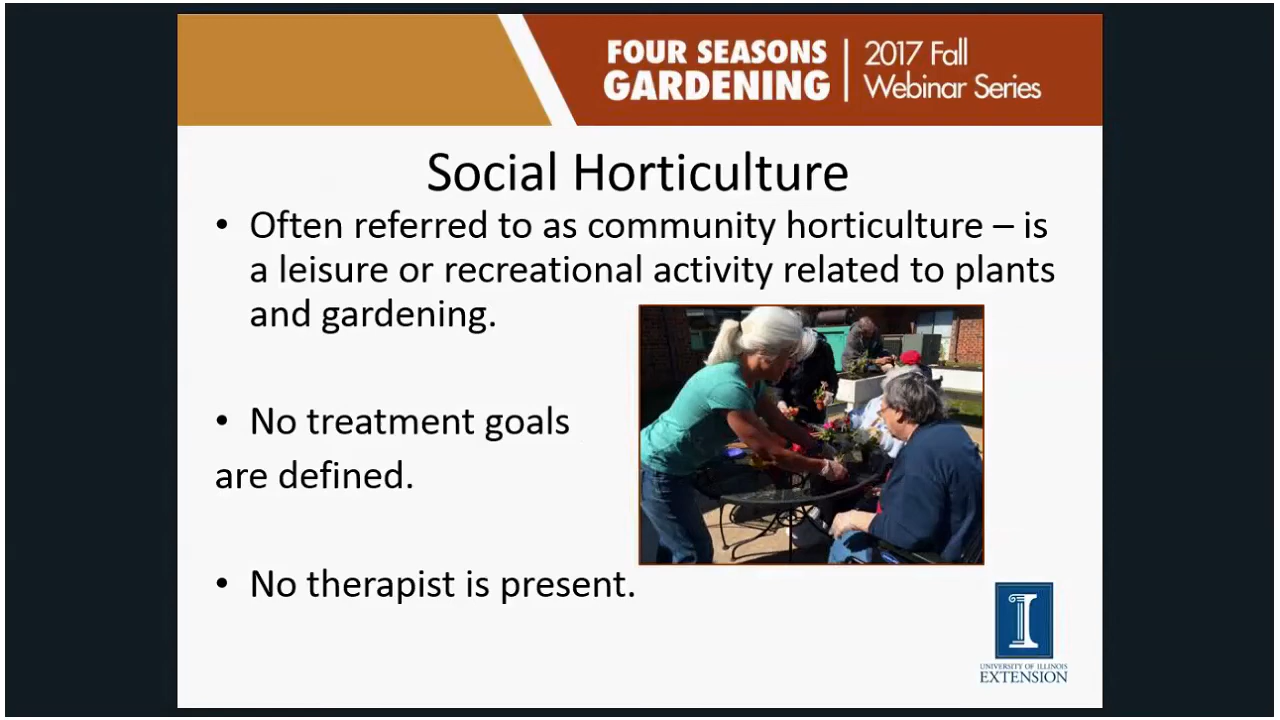 FOUR SEASONS
GARDENING
2017 Fall
Webinar Series
Social Horticulture
• Often referred to as community horticulture – is
a leisure or recreational activity related to plants
and gardening.
• No treatment goals
are defined.
• No therapist is present.
I
UNIVERSITY OF ILLINOIS
EXTENSION